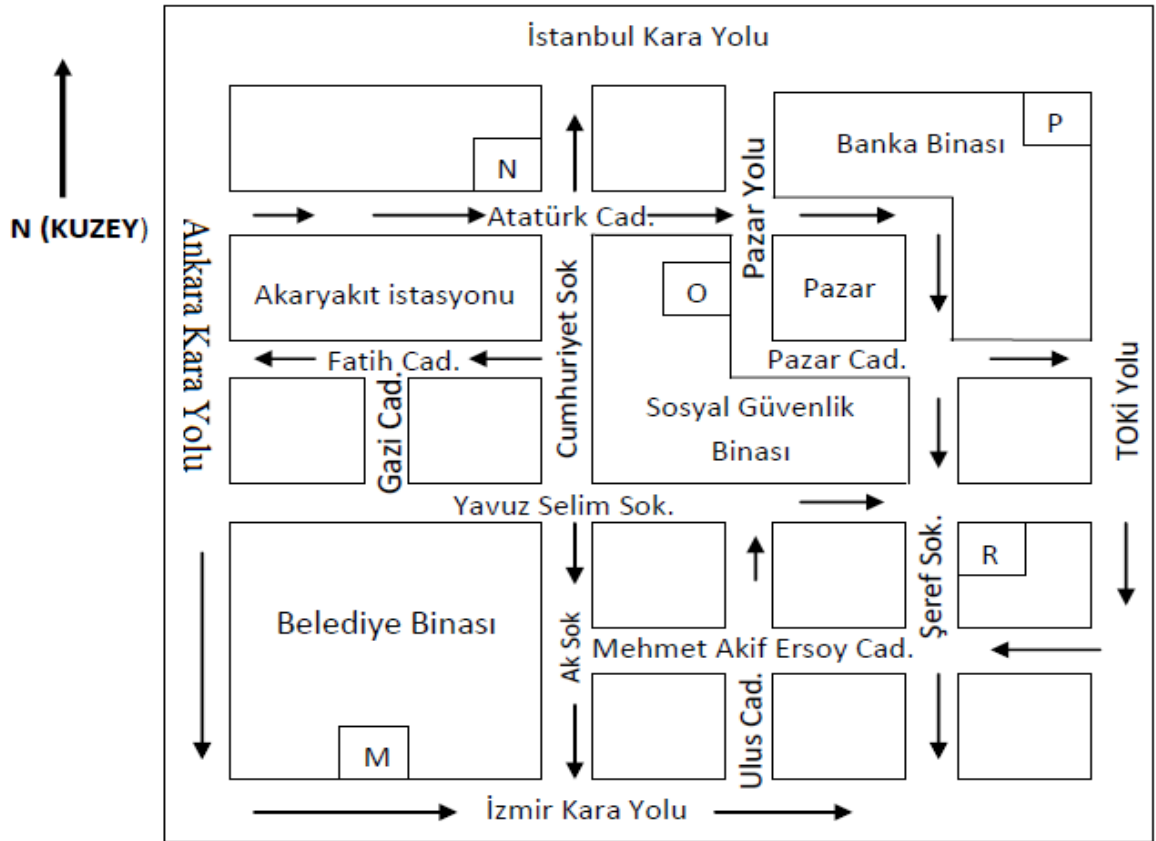 İstanbul Kara Yolu
N (KUZEY)
N
Banka Binası
P
Atatürk Cad.
Pazar Yolu
Ankara Kara Yolu
Akaryakıt istasyonu
Cumhuriyet Sok
O
Pazar
Fatih Cad.
Pazar Cad.
Gazi Cad.
Sosyal Güvenlik
Binası
TOKİ Yolu
Yavuz Selim Sok.
Şeref Sok.
R
Belediye Binası
Ak Sok
Mehmet Akif Ersoy Cad.
Ulus Cad.
M
İzmir Kara Yolu